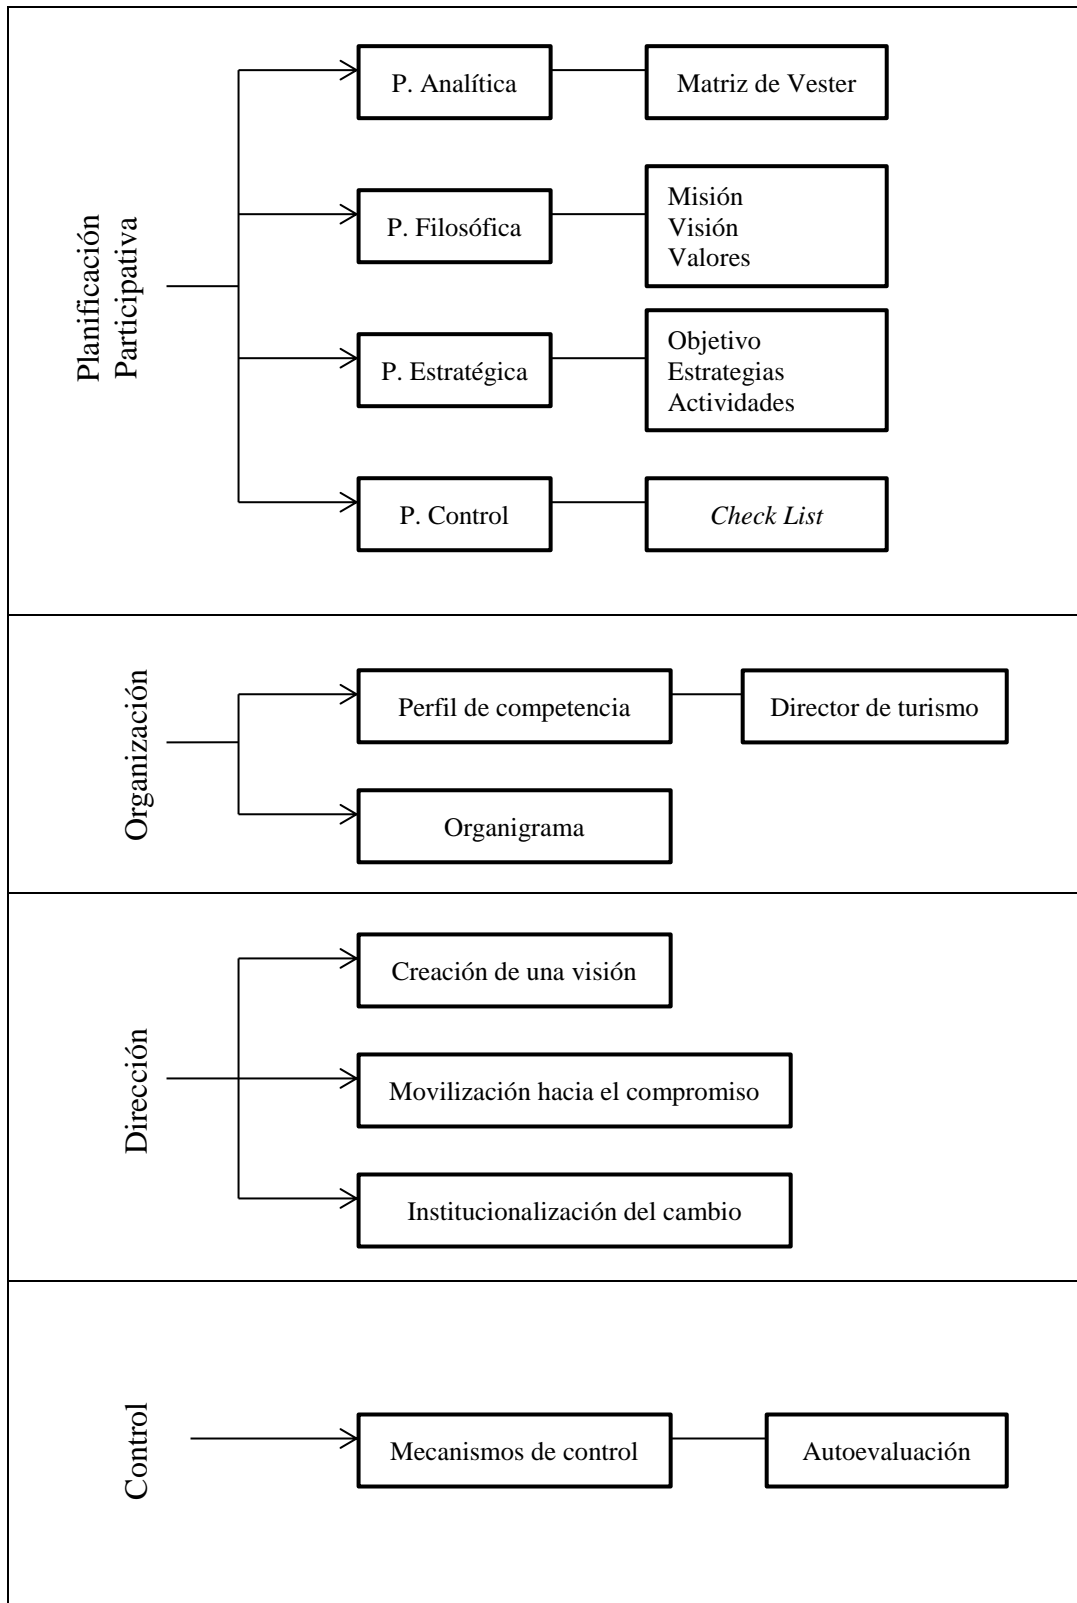 Planificación
Participativa
P. Analítica
Matriz de Vester
P. Filosófica
Misión
Visión
Valores
P. Estratégica
Objetivo
Estrategias
Actividades
P. Control
Check List
Organización
Perfil de competencia
Director de turismo
Organigrama
Dirección
Creación de una visión
Movilización hacia el compromiso
Institucionalización del cambio
Control
Mecanismos de control
Autoevaluación